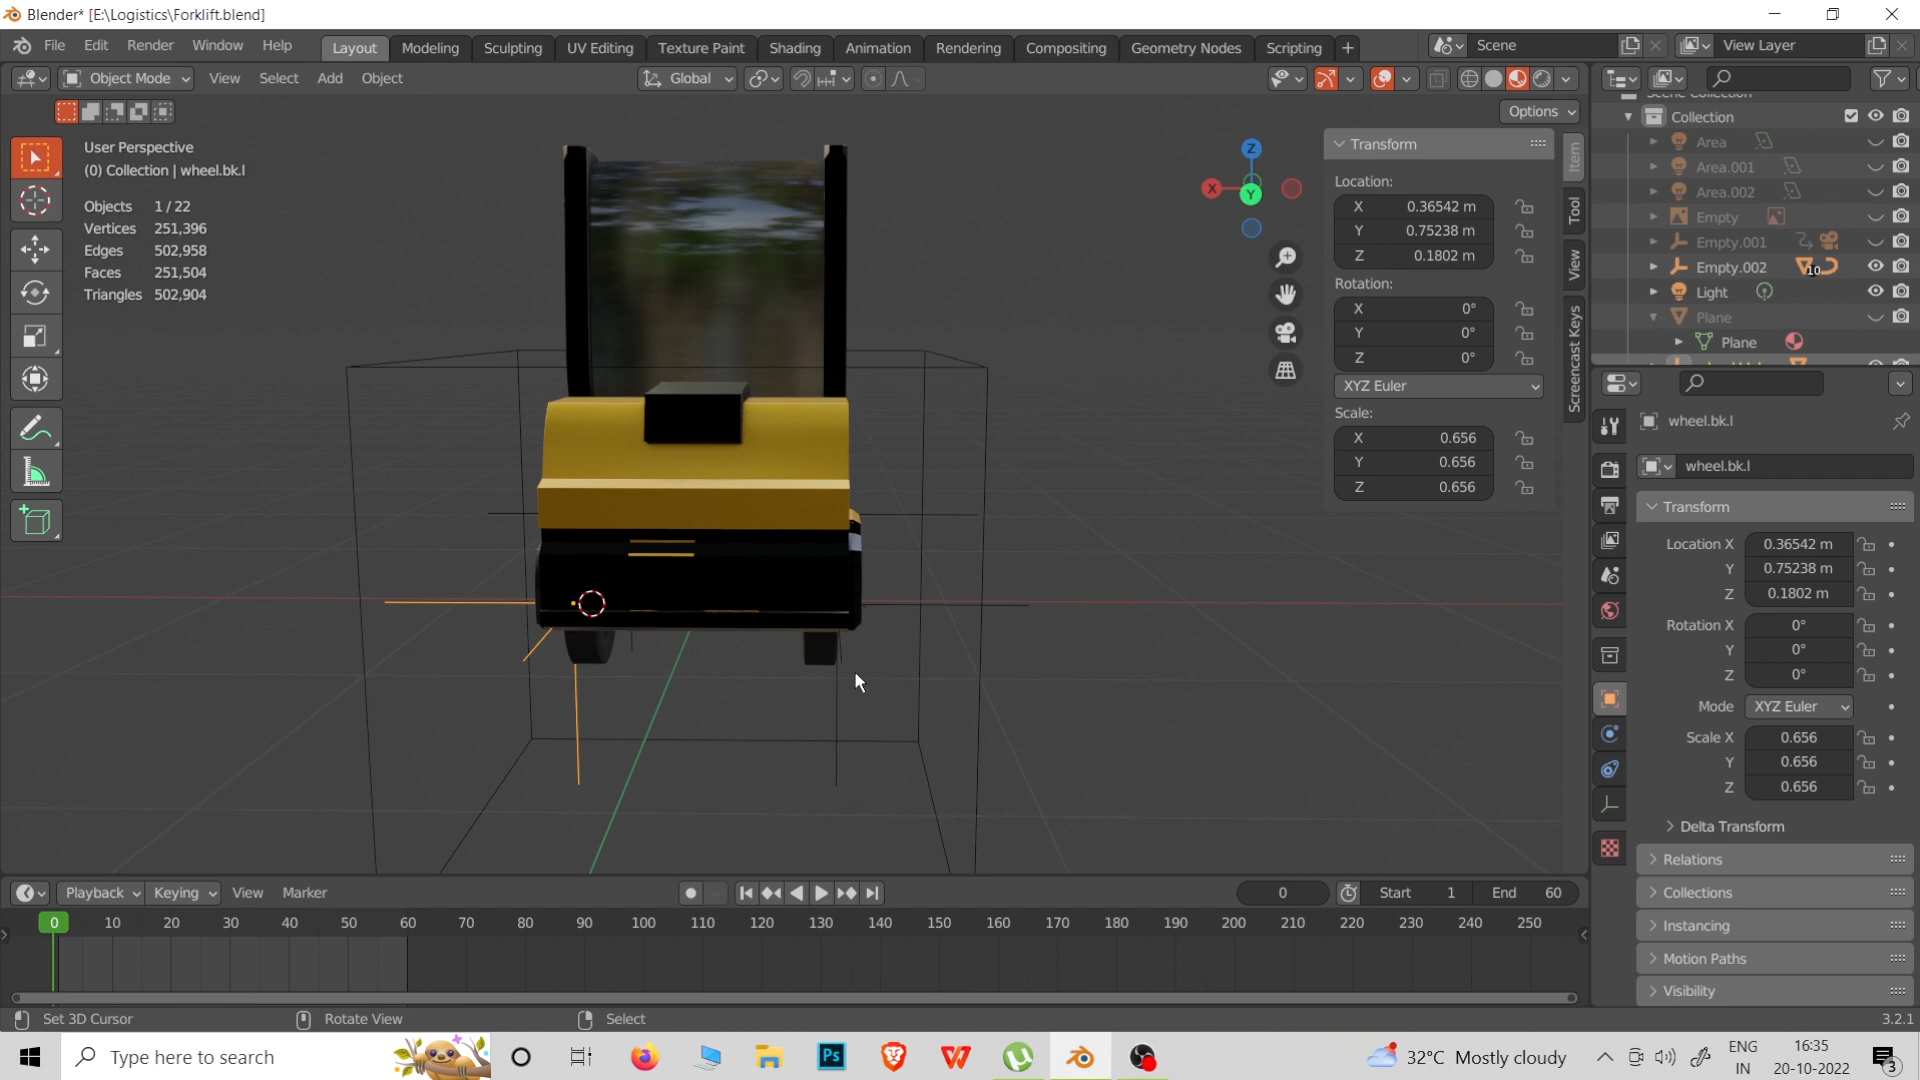 Blender* [E:\Logistics\Forklift.blend]
File Edit Render Window Help
Layout Modeling Sculpting UV Editing Texture Paint Shading Animation Rendering Compositing Geometry Nodes Scripting +
Scene
View Layer
Object Mode View Select Add Object
Global
Options
User Perspective
(0) Collection | wheel.bk.l
Objects 1 / 22
Vertices 251,396
Edges 502,958
Faces 251,504
Triangles 502,904
Z
X
Y
Transform
Location:
X 0.36542 m
Y 0.75238 m
Z 0.1802 m
Rotation:
X 0°
Y 0°
Z 0°
XYZ Euler
Scale:
X 0.656
Y 0.656
Z 0.656
Item
Tool
View
Screencast Keys
Scene Collection
Collection
Area
Area.001
Area.002
Empty
Empty.001
Empty.002 10
Light
Plane
Plane
wheel.bk.l
wheel.bk.l
Transform
Location X 0.36542 m
Y 0.75238 m
Z 0.1802 m
Rotation X 0°
Y 0°
Z 0°
Mode XYZ Euler
Scale X 0.656
Y 0.656
Z 0.656
Delta Transform
Relations
Collections
Instancing
Motion Paths
Visibility
Playback Keying View Marker
0
Start 1 End 60
0 10 20 30 40 50 60 70 80 90 100 110 120 130 140 150 160 170 180 190 200 210 220 230 240 250
Set 3D Cursor Rotate View Select
3.2.1
Type here to search
Ps
32°C Mostly cloudy
ENG
IN
16:35
20-10-2022
3